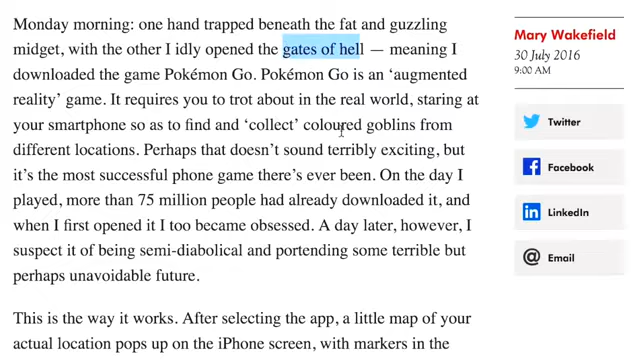 Monday morning: one hand trapped beneath the fat and guzzling
midget, with the other I idly opened the gates of hell — meaning I
downloaded the game Pokémon Go. Pokémon Go is an ‘augmented
reality’ game. It requires you to trot about in the real world, staring at
your smartphone so as to find and ‘collect’ coloured goblins from
different locations. Perhaps that doesn’t sound terribly exciting, but
it’s the most successful phone game there’s ever been. On the day I
played, more than 75 million people had already downloaded it, and
when I first opened it I too became obsessed. A day later, however, I
suspect it of being semi-diabolical and portending some terrible but
perhaps unavoidable future.
This is the way it works. After selecting the app, a little map of your
actual location pops up on the iPhone screen, with markers in the
Mary Wakefield
30 July 2016
9:00 AM
Twitter
Facebook
LinkedIn
Email